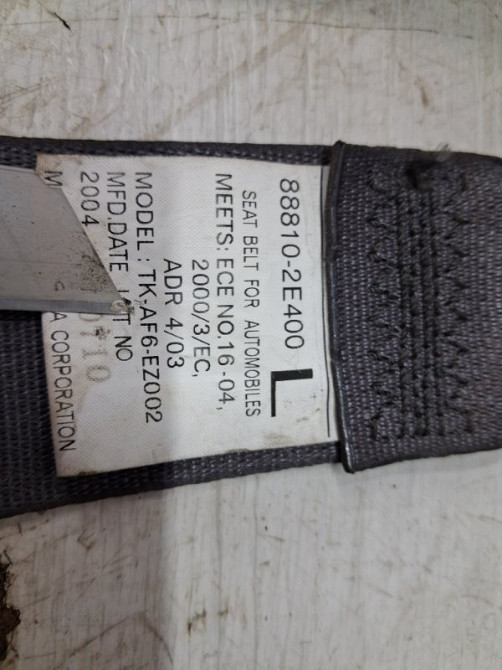 88810-2E400 L
SEAT BELT FOR AUTOMOBILES
MEETS: ECE NO.16 -04,
2000/3/EC,
ADR 4/03
MODEL : TK-AF6-EZ002
MFD.DATE NO
2004 10
CORPORATION